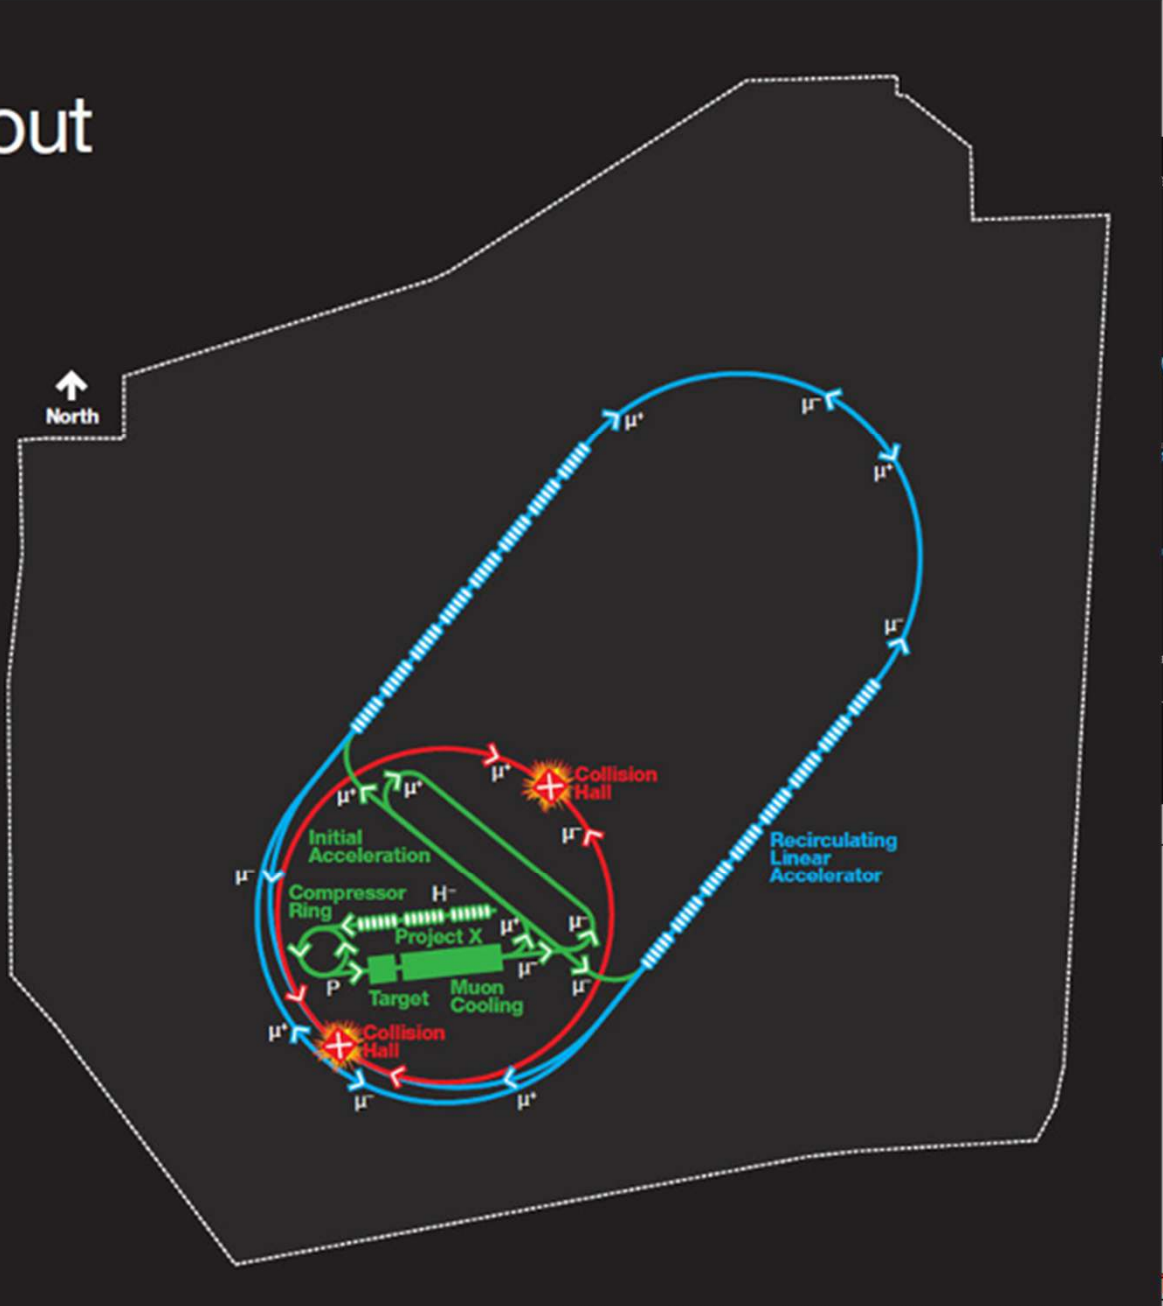 out
North
μ⁺
μ⁻
μ⁺
μ⁻
μ⁺
Collision
Hall
μ⁺
μ⁺
μ⁻
Initial
Acceleration
Recirculating
Linear
Accelerator
μ⁻
Compressor
Ring
H⁻
μ⁺
μ⁻
Project X
μ⁻
P
Target
Muon
Cooling
μ⁻
μ⁺
Collision
Hall
μ⁻
μ⁺